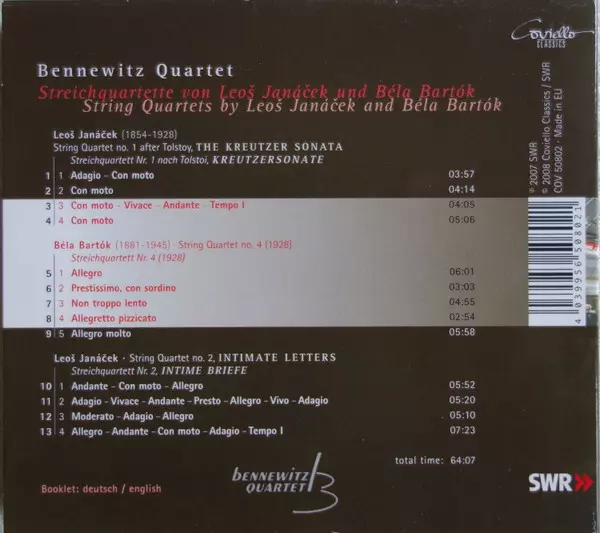 Coviello
CLASSICS
Bennewitz Quartet
Streichquartette von Leoš Janáček und Béla Bartók
String Quartets by Leoš Janáček and Béla Bartók
Leoš Janáček (1854-1928)
String Quartet no. 1 after Tolstoy, THE KREUTZER SONATA
Streichquartett Nr. 1 nach Tolstoi, KREUTZERSONATE
1 1 Adagio – Con moto 03:57
2 2 Con moto 04:14
3 3 Con moto – Vivace – Andante – Tempo I 04:05
4 4 Con moto 05:06
Béla Bartók (1881-1945) · String Quartet no. 4 (1928)
Streichquartett Nr. 4 (1928)
5 1 Allegro 06:01
6 2 Prestissimo, con sordino 03:03
7 3 Non troppo lento 04:55
8 4 Allegretto pizzicato 02:54
9 5 Allegro molto 05:58
Leoš Janáček · String Quartet no. 2, INTIMATE LETTERS
Streichquartett Nr. 2, INTIME BRIEFE
10 1 Andante – Con moto – Allegro 05:52
11 2 Adagio – Vivace – Andante – Presto – Allegro – Vivo – Adagio 05:20
12 3 Moderato – Adagio – Allegro 05:10
13 4 Allegro – Andante – Con moto – Adagio – Tempo I 07:23
total time: 64:07
Booklet: deutsch / english
BENNEWITZ
QUARTET
SWR
℗ 2007 SWR
© 2008 Coviello Classics / SWR
COV 50802 · Made in EU
4 039956 508021